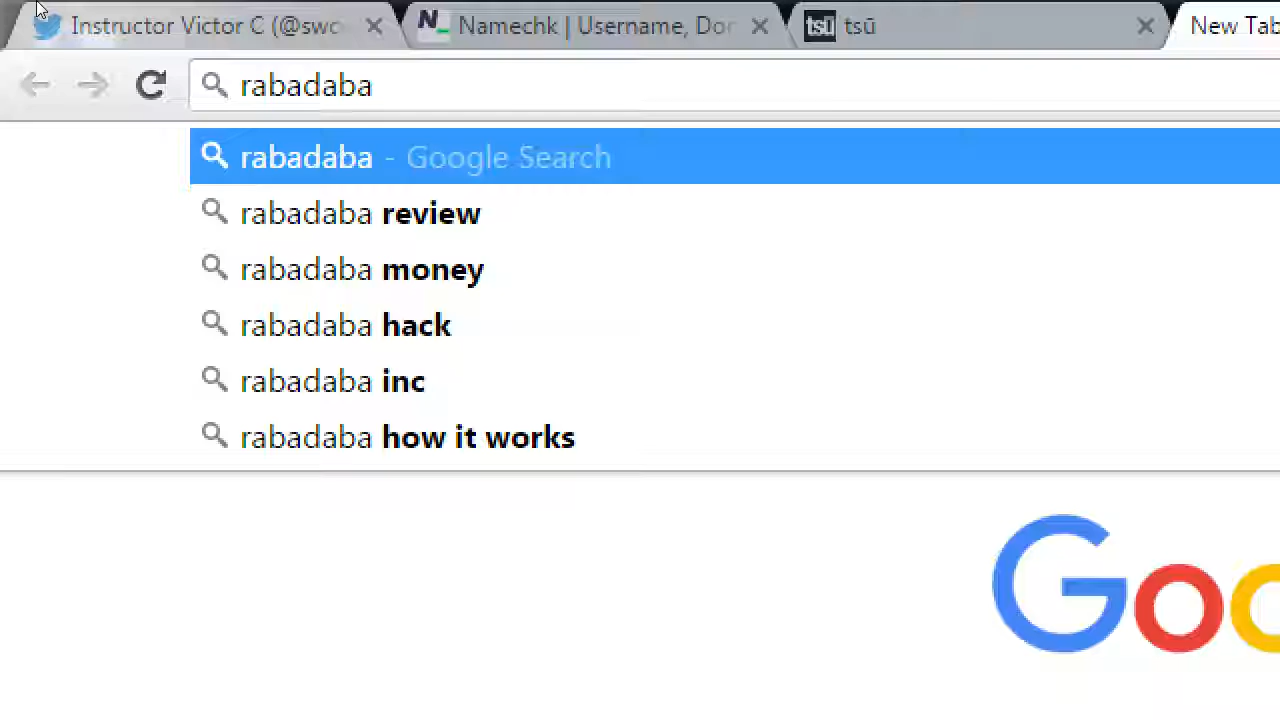 Instructor Victor C (@swc Namechk | Username, Dor tsū New Tab
rabadaba
rabadaba - Google Search
rabadaba review
rabadaba money
rabadaba hack
rabadaba inc
rabadaba how it works
Goo